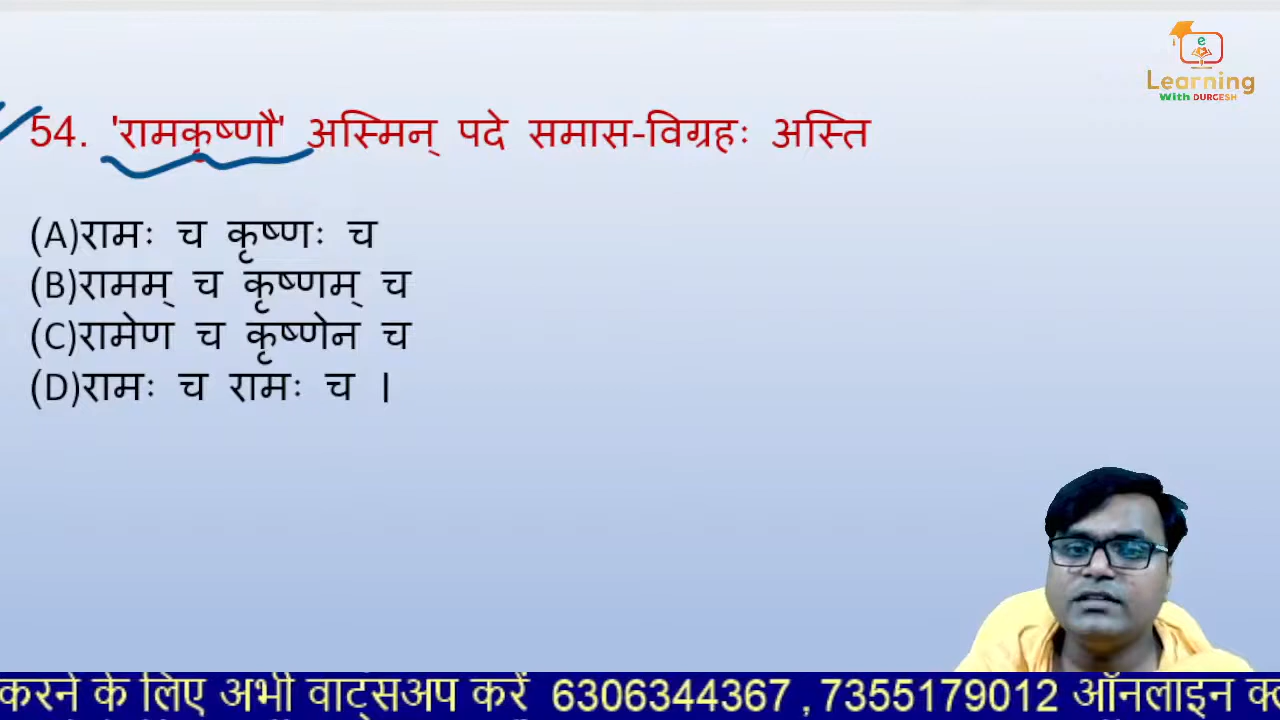 e
Learning
With DURGESH
54. 'रामकृष्णौ' अस्मिन् पदे समास-विग्रहः अस्ति
(A)रामः च कृष्णः च
(B)रामम् च कृष्णम् च
(C)रामेण च कृष्णेन च
(D)रामः च रामः च ।
करने के लिए अभी वाट्सअप करें 6306344367 , 7355179012 ऑनलाइन